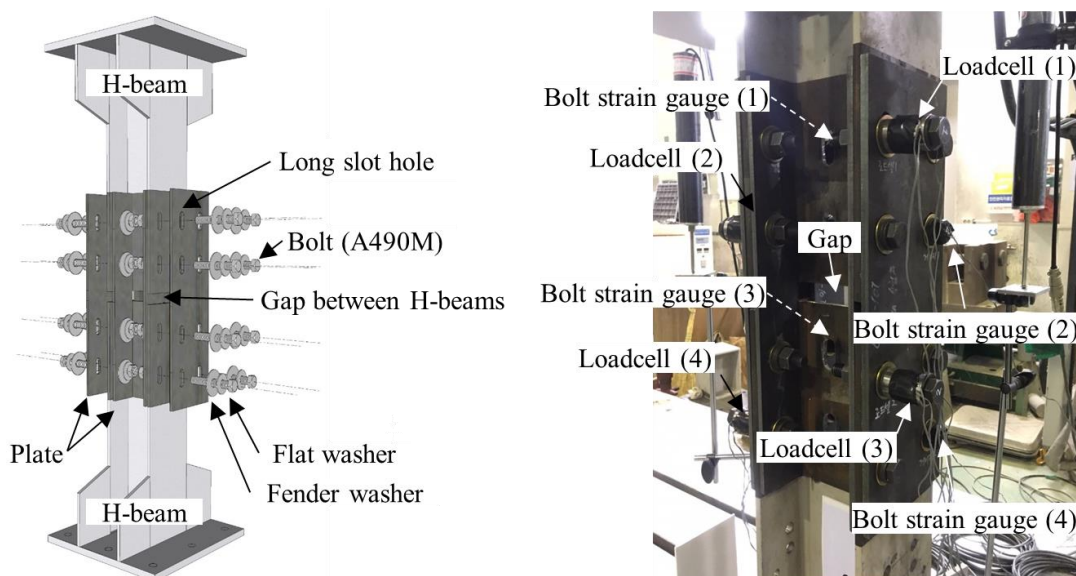 H-beam
Long slot hole
Bolt (A490M)
Gap between H-beams
Plate
Flat washer
Fender washer
H-beam
Loadcell (1)
Bolt strain gauge (1)
Loadcell (2)
Gap
Bolt strain gauge (3)
Bolt strain gauge (2)
Loadcell (4)
Loadcell (3)
Bolt strain gauge (4)